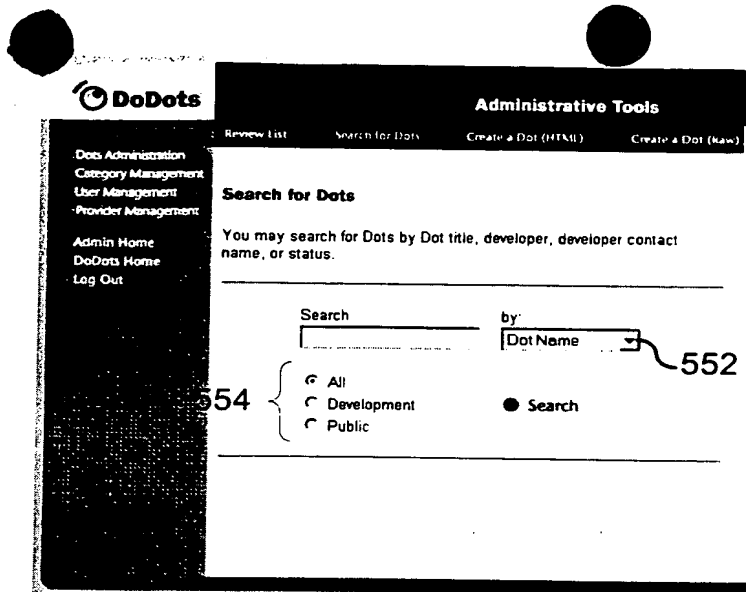 DoDots
Administrative Tools
Review List Search for Dots Create a Dot (HTML) Create a Dot (Raw)
Dots Administration
Category Management
User Management
Provider Management
Admin Home
DoDots Home
Log Out
Search for Dots
You may search for Dots by Dot title, developer, developer contact
name, or status.
Search by:
Dot Name
552
554
All
Development
Public
Search